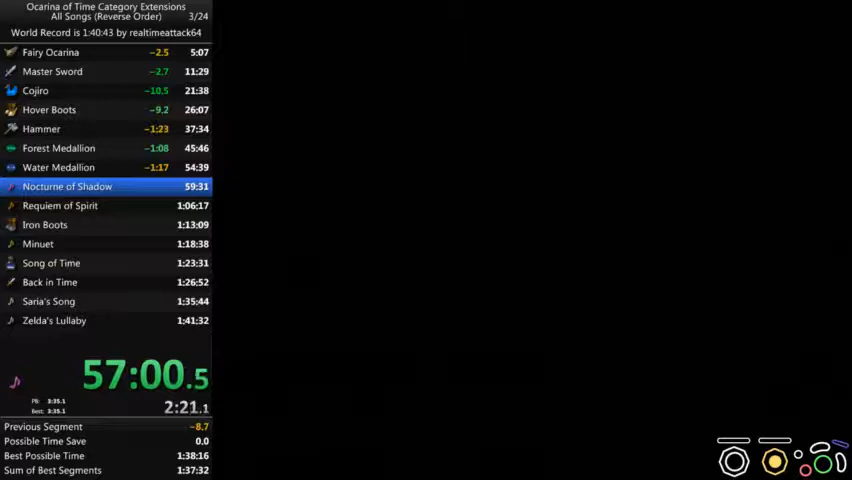 Ocarina of Time Category Extensions
All Songs (Reverse Order) 3/24
World Record is 1:40:43 by realtimeattack64
Fairy Ocarina −2.5 5:07
Master Sword −2.7 11:29
Cojiro −10.5 21:38
Hover Boots −9.2 26:07
Hammer −1:23 37:34
Forest Medallion −1:08 45:46
Water Medallion −1:17 54:39
Nocturne of Shadow 59:31
Requiem of Spirit 1:06:17
Iron Boots 1:13:09
Minuet 1:18:38
Song of Time 1:23:31
Back in Time 1:26:52
Saria's Song 1:35:44
Zelda's Lullaby 1:41:32
57:00.5
PB: 3:35.1
Best: 3:35.1
2:21.1
Previous Segment −8.7
Possible Time Save 0.0
Best Possible Time 1:38:16
Sum of Best Segments 1:37:32